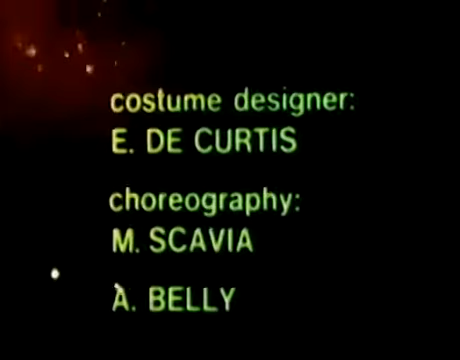 costume designer:
E. DE CURTIS
choreography:
M. SCAVIA
A. BELLY